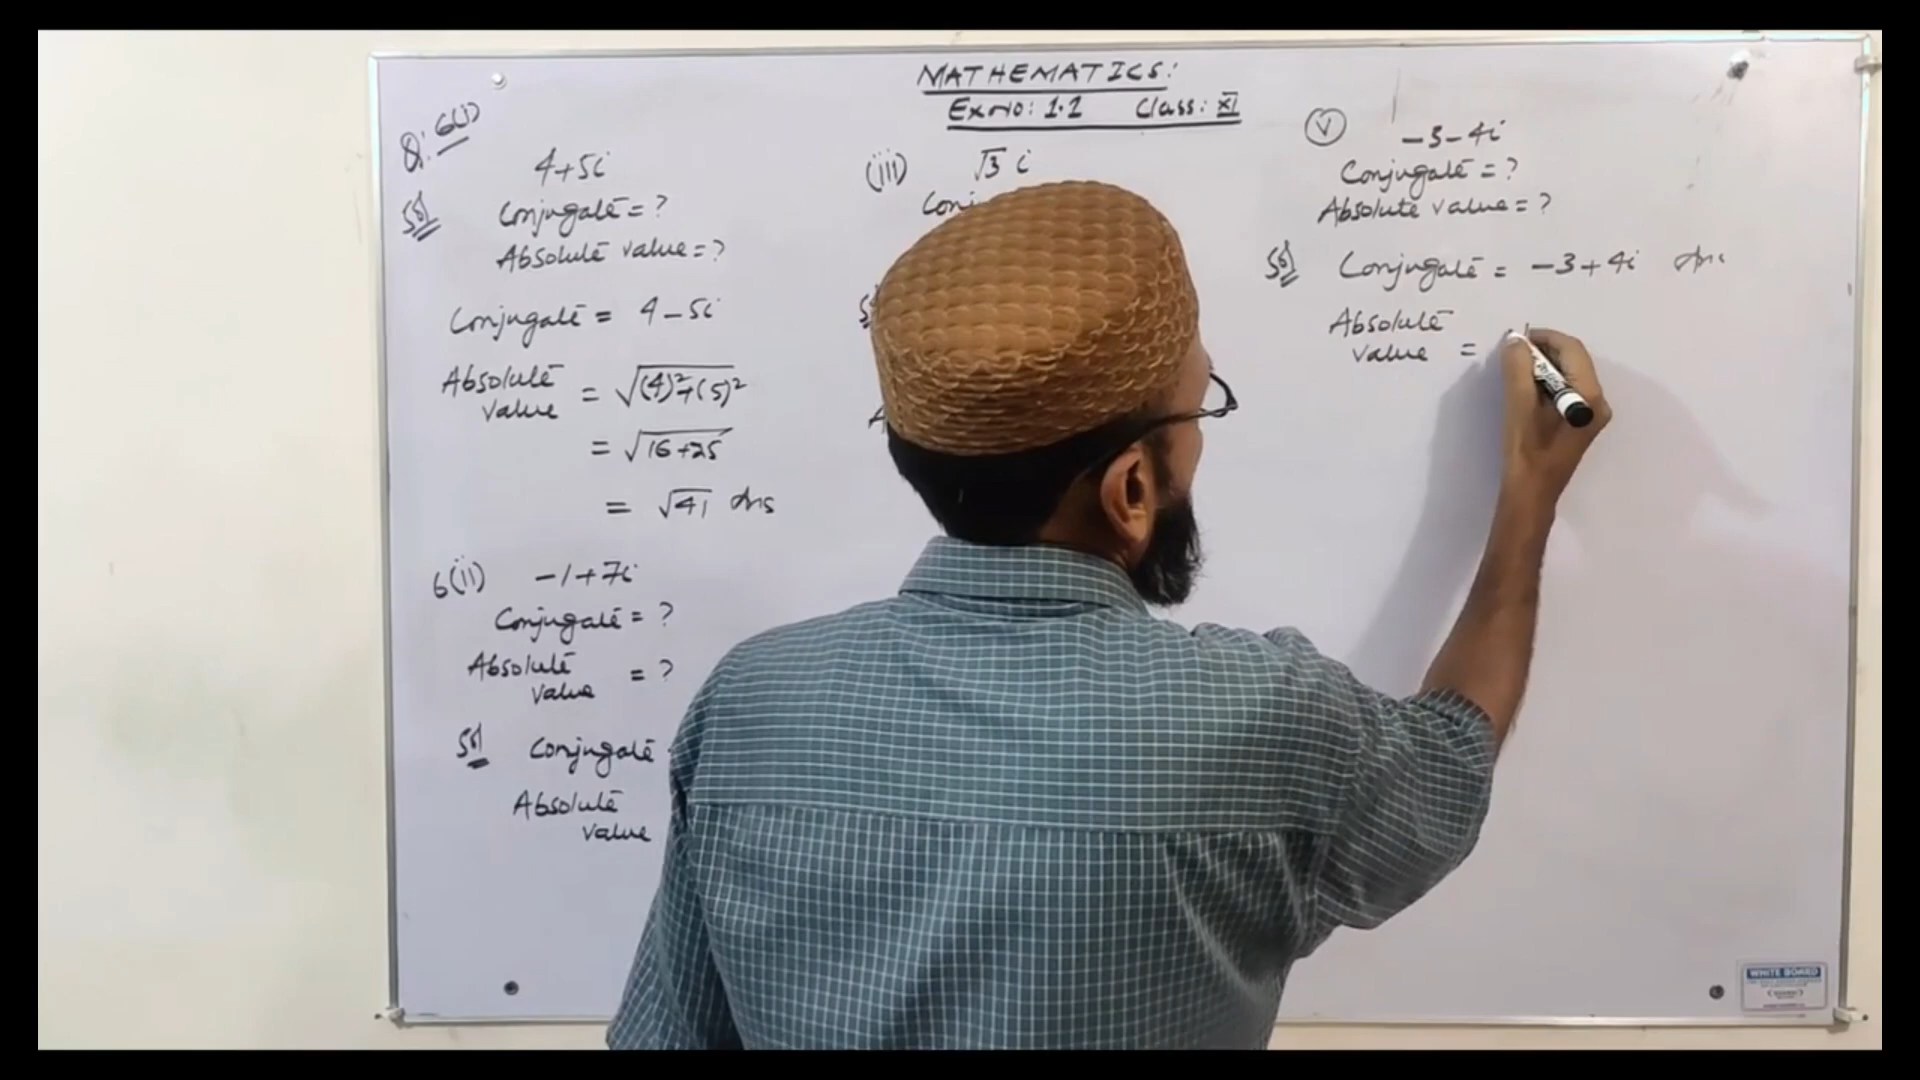 MATHEMATICS:
Ex NO: 1.1 Class: XI
Q: 6(i)
4+5i
Sol
Conjugate = ?
Absolute value = ?
Conjugate = 4-5i
Absolute
value = √(4)²+(5)²
= √16+25
= √41 Ans
6(ii) -1+7i
Conjugate = ?
Absolute
value = ?
Sol Conjugate
Absolute
value
(iii) √3 i
(v) -3-4i
Conjugate = ?
Absolute value = ?
Sol Conjugate = -3+4i Ans
Absolute
value =
WHITE BOARD